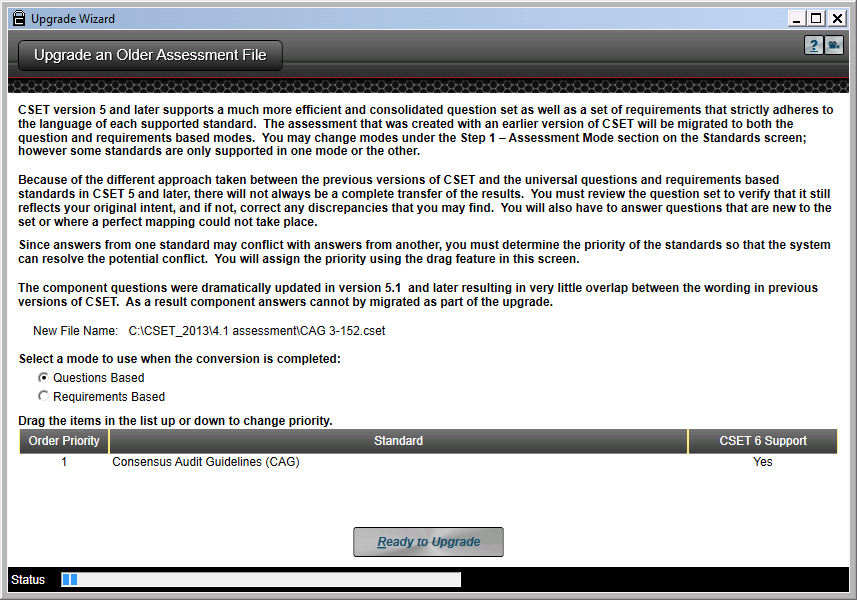 Upgrade Wizard
Upgrade an Older Assessment File
?
CSET version 5 and later supports a much more efficient and consolidated question set as well as a set of requirements that strictly adheres to
the language of each supported standard.  The assessment that was created with an earlier version of CSET will be migrated to both the
question and requirements based modes.  You may change modes under the Step 1 – Assessment Mode section on the Standards screen;
however some standards are only supported in one mode or the other.
Because of the different approach taken between the previous versions of CSET and the universal questions and requirements based
standards in CSET 5 and later, there will not always be a complete transfer of the results.  You must review the question set to verify that it still
reflects your original intent, and if not, correct any discrepancies that you may find.  You will also have to answer questions that are new to the
set or where a perfect mapping could not take place.
Since answers from one standard may conflict with answers from another, you must determine the priority of the standards so that the system
can resolve the potential conflict.  You will assign the priority using the drag feature in this screen.
The component questions were dramatically updated in version 5.1  and later resulting in very little overlap between the wording in previous
versions of CSET.  As a result component answers cannot by migrated as part of the upgrade.
New File Name:   C:\CSET_2013\4.1 assessment\CAG 3-152.cset
Select a mode to use when the conversion is completed:
Questions Based
Requirements Based
Drag the items in the list up or down to change priority.
Order Priority Standard CSET 6 Support
1 Consensus Audit Guidelines (CAG) Yes
Ready to Upgrade
Status